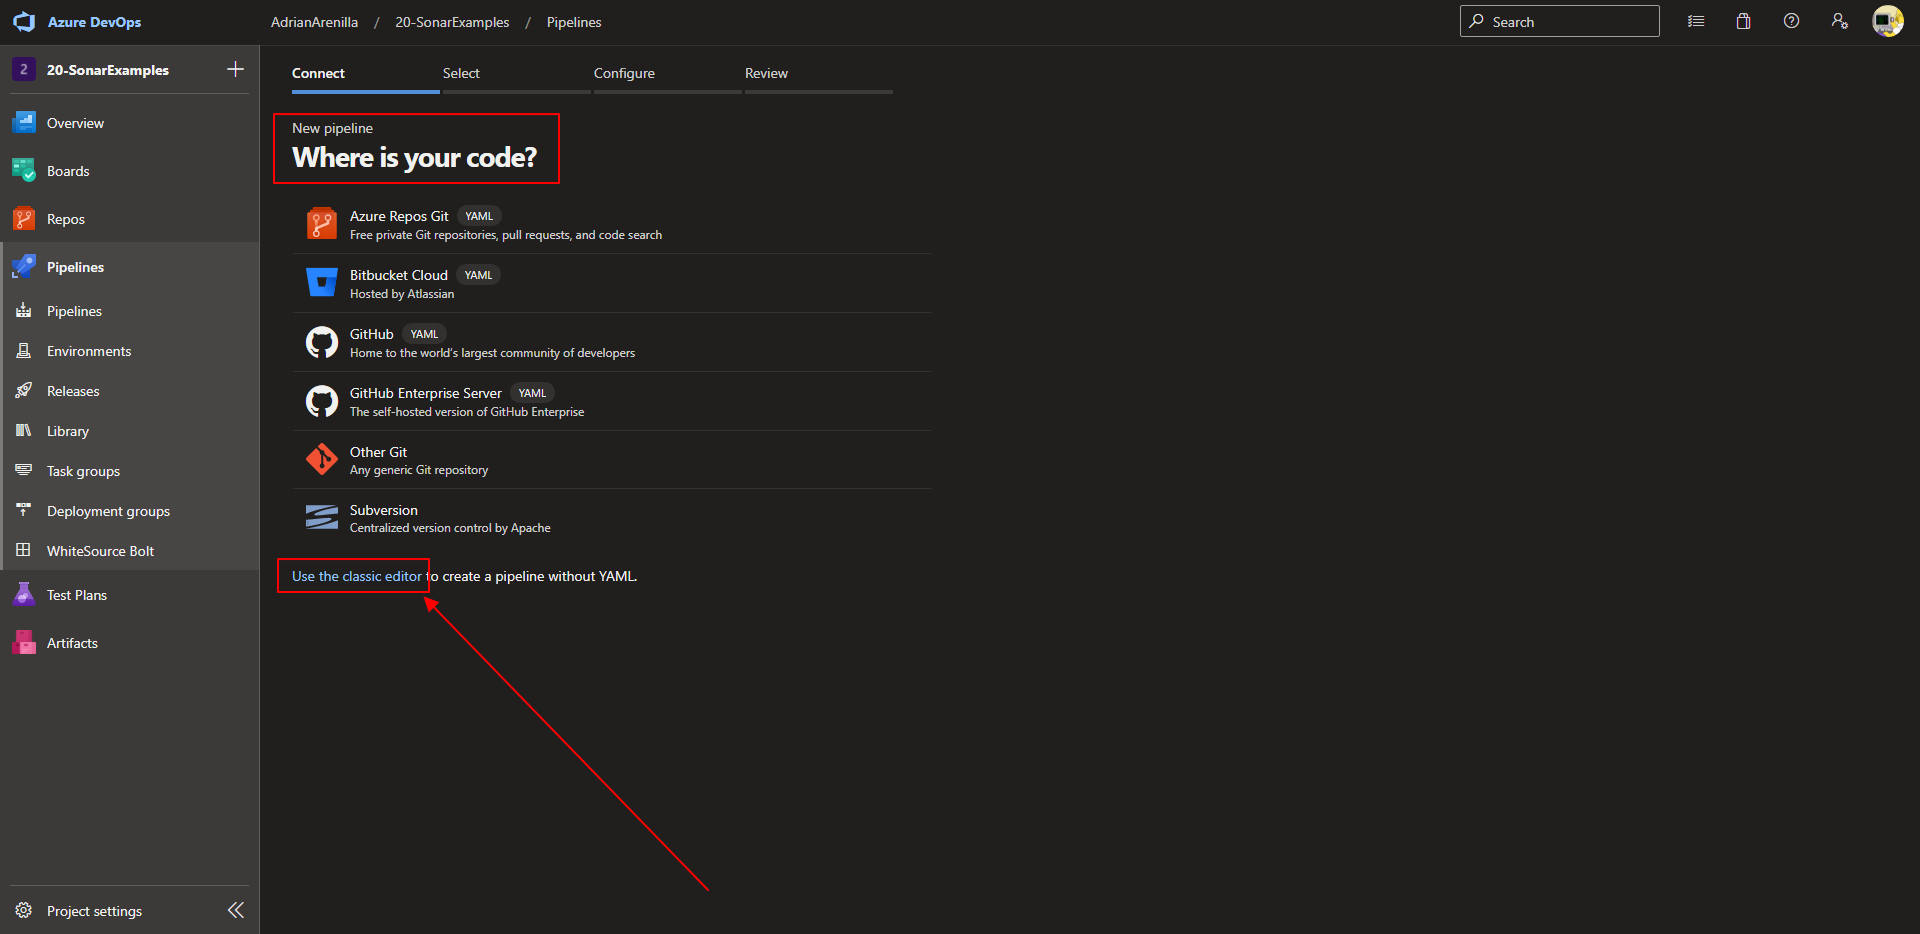 Azure DevOps
AdrianArenilla / 20-SonarExamples / Pipelines
Search
2 20-SonarExamples
Overview
Boards
Repos
Pipelines
Pipelines
Environments
Releases
Library
Task groups
Deployment groups
WhiteSource Bolt
Test Plans
Artifacts
Project settings
Connect Select Configure Review
New pipeline
Where is your code?
Azure Repos Git YAML
Free private Git repositories, pull requests, and code search
Bitbucket Cloud YAML
Hosted by Atlassian
GitHub YAML
Home to the world's largest community of developers
GitHub Enterprise Server YAML
The self-hosted version of GitHub Enterprise
Other Git
Any generic Git repository
Subversion
Centralized version control by Apache
Use the classic editor to create a pipeline without YAML.